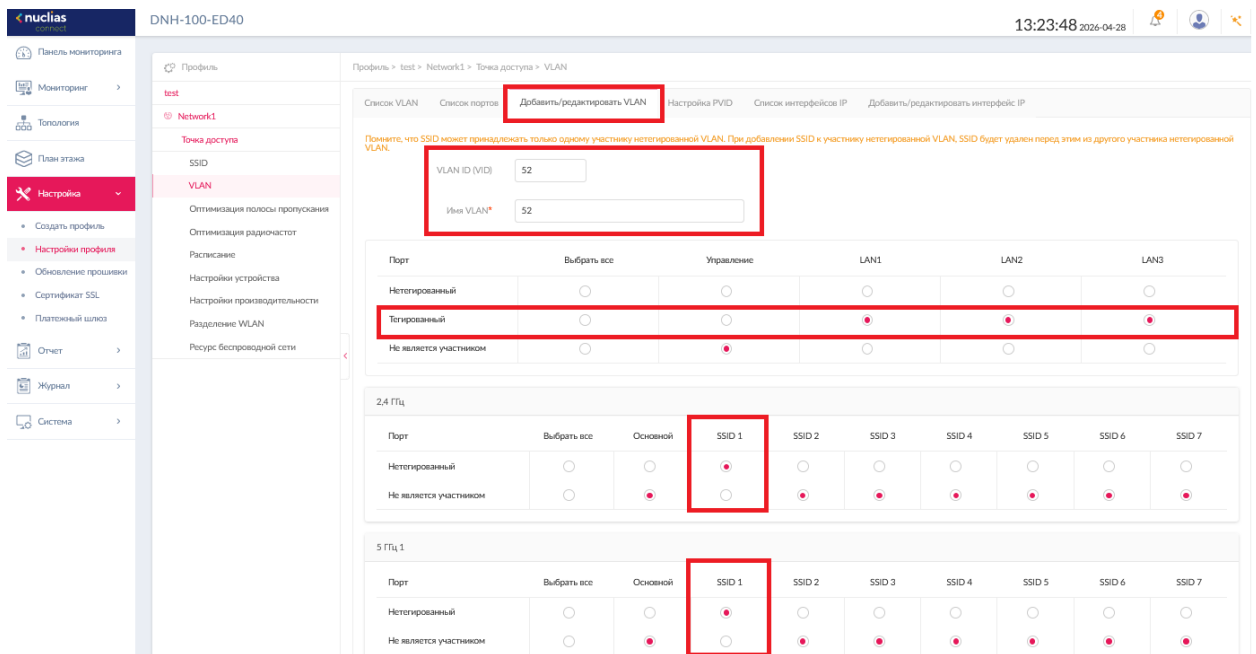 nuclias
connect
DNH-100-ED40
13:23:48 2026-04-28
4
Панель мониторинга
Мониторинг
Топология
План этажа
Настройка
Создать профиль
Настройки профиля
Обновление прошивки
Сертификат SSL
Платежный шлюз
Отчет
Журнал
Система
Профиль
test
Network1
Точка доступа
SSID
VLAN
Оптимизация полосы пропускания
Оптимизация радиочастот
Расписание
Настройки устройства
Настройки производительности
Разделение WLAN
Ресурс беспроводной сети
Профиль > test > Network1 > Точка доступа > VLAN
Список VLAN Список портов Добавить/редактировать VLAN Настройка PVID Список интерфейсов IP Добавить/редактировать интерфейс IP
Помните, что SSID может принадлежать только одному участнику нетегированной VLAN. При добавлении SSID к участнику нетегированной VLAN, SSID будет удален перед этим из другого участника нетегированной
VLAN.
VLAN ID (VID) 52
Имя VLAN* 52
Порт Выбрать все Управление LAN1 LAN2 LAN3
Нетегированный
Тегированный
Не является участником
2,4 ГГц
Порт Выбрать все Основной SSID 1 SSID 2 SSID 3 SSID 4 SSID 5 SSID 6 SSID 7
Нетегированный
Не является участником
5 ГГц 1
Порт Выбрать все Основной SSID 1 SSID 2 SSID 3 SSID 4 SSID 5 SSID 6 SSID 7
Нетегированный
Не является участником